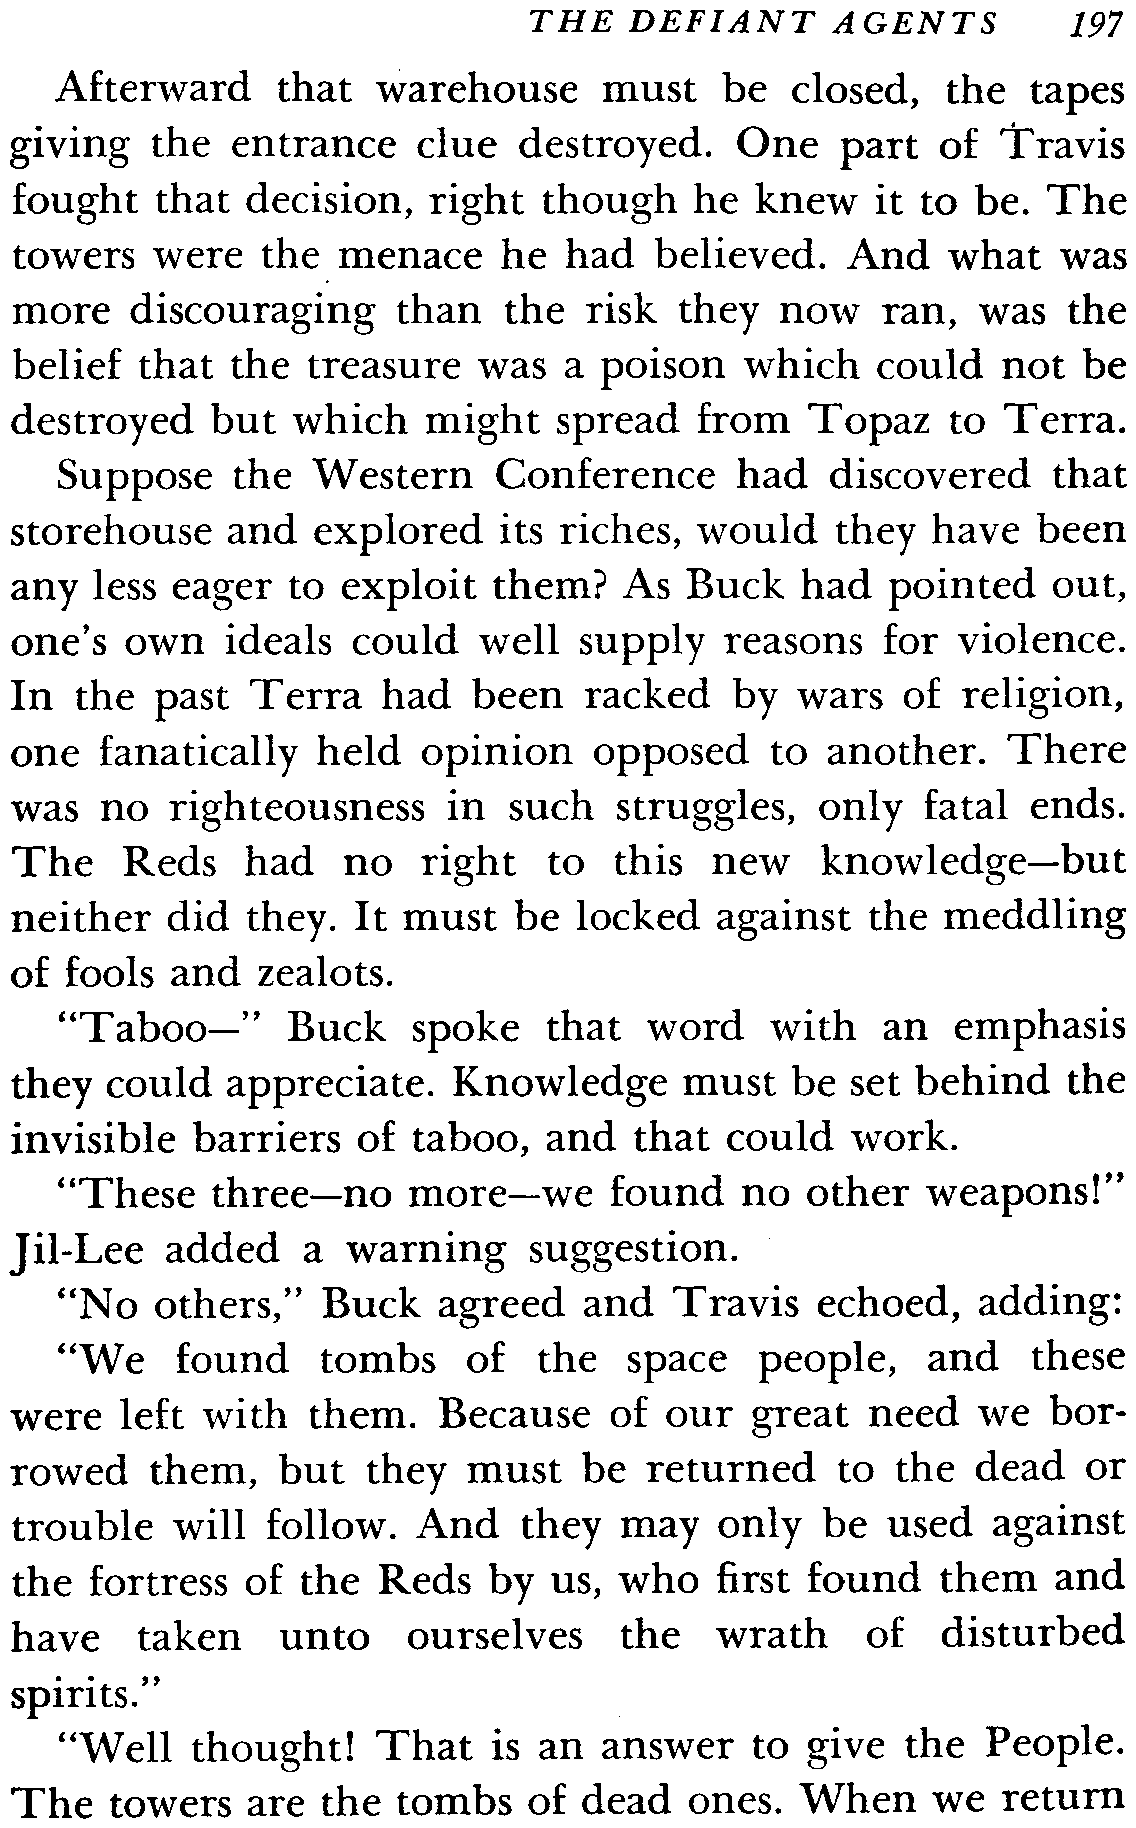 THE DEFIANT AGENTS 197
Afterward that warehouse must be closed, the tapes
giving the entrance clue destroyed. One part of Travis
fought that decision, right though he knew it to be. The
towers were the menace he had believed. And what was
more discouraging than the risk they now ran, was the
belief that the treasure was a poison which could not be
destroyed but which might spread from Topaz to Terra.
Suppose the Western Conference had discovered that
storehouse and explored its riches, would they have been
any less eager to exploit them? As Buck had pointed out,
one's own ideals could well supply reasons for violence.
In the past Terra had been racked by wars of religion,
one fanatically held opinion opposed to another. There
was no righteousness in such struggles, only fatal ends.
The Reds had no right to this new knowledge—but
neither did they. It must be locked against the meddling
of fools and zealots.
“Taboo—” Buck spoke that word with an emphasis
they could appreciate. Knowledge must be set behind the
invisible barriers of taboo, and that could work.
“These three—no more—we found no other weapons!”
Jil-Lee added a warning suggestion.
“No others,” Buck agreed and Travis echoed, adding:
“We found tombs of the space people, and these
were left with them. Because of our great need we bor-
rowed them, but they must be returned to the dead or
trouble will follow. And they may only be used against
the fortress of the Reds by us, who first found them and
have taken unto ourselves the wrath of disturbed
spirits.”
“Well thought! That is an answer to give the People.
The towers are the tombs of dead ones. When we return